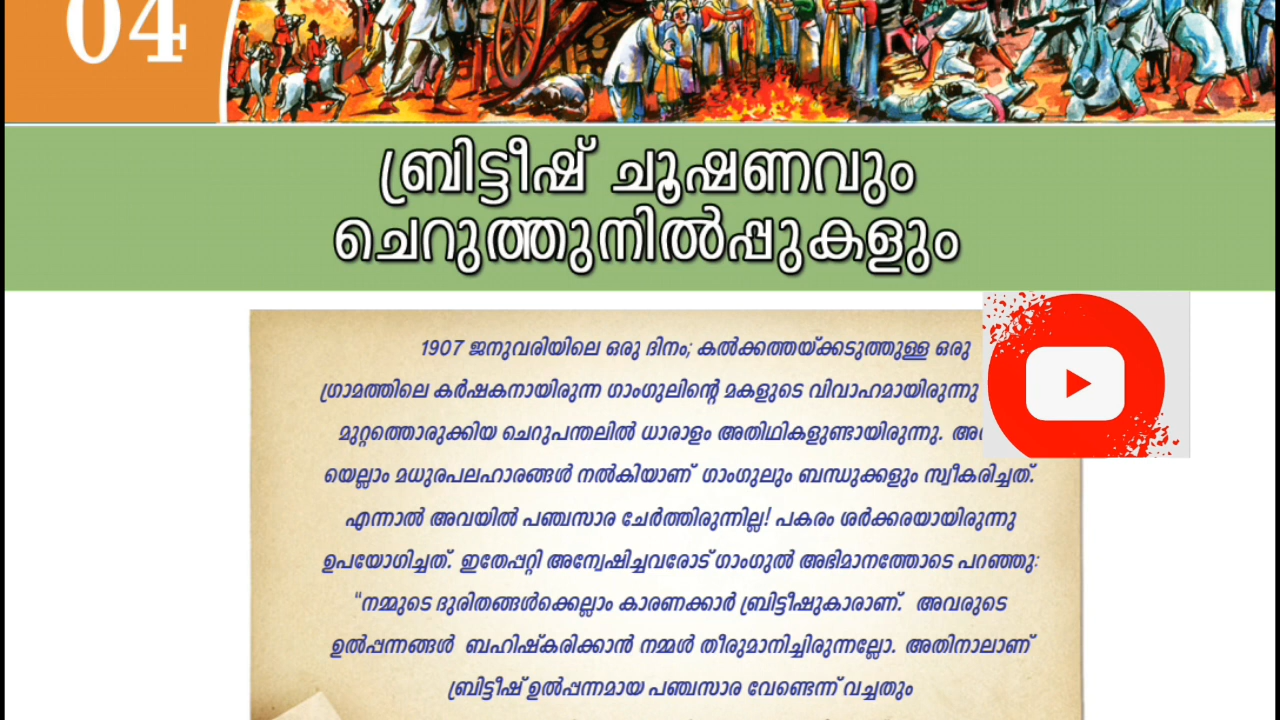 04
ബ്രിട്ടീഷ് ചൂഷണവും
ചെറുത്തുനിൽപ്പുകളും
1907 ജനുവരിയിലെ ഒരു ദിനം; കൽക്കത്തയ്ക്കടുത്തുള്ള ഒരു
ഗ്രാമത്തിലെ കർഷകനായിരുന്ന ഗാംഗുലിന്റെ മകളുടെ വിവാഹമായിരുന്നു
മുറ്റത്തൊരുക്കിയ ചെറുപന്തലിൽ ധാരാളം അതിഥികളുണ്ടായിരുന്നു.
യെല്ലാം മധുരപലഹാരങ്ങൾ നൽകിയാണ് ഗാംഗുലും ബന്ധുക്കളും സ്വീകരിച്ചത്.
എന്നാൽ അവയിൽ പഞ്ചസാര ചേർത്തിരുന്നില്ല! പകരം ശർക്കരയായിരുന്നു
ഉപയോഗിച്ചത്. ഇതേപ്പറ്റി അന്വേഷിച്ചവരോട് ഗാംഗുൽ അഭിമാനത്തോടെ പറഞ്ഞു:
“നമ്മുടെ ദുരിതങ്ങൾക്കെല്ലാം കാരണക്കാർ ബ്രിട്ടീഷുകാരാണ്. അവരുടെ
ഉൽപ്പന്നങ്ങൾ ബഹിഷ്കരിക്കാൻ നമ്മൾ തീരുമാനിച്ചിരുന്നല്ലോ. അതിനാലാണ്
ബ്രിട്ടീഷ് ഉൽപ്പന്നമായ പഞ്ചസാര വേണ്ടെന്ന് വച്ചതും